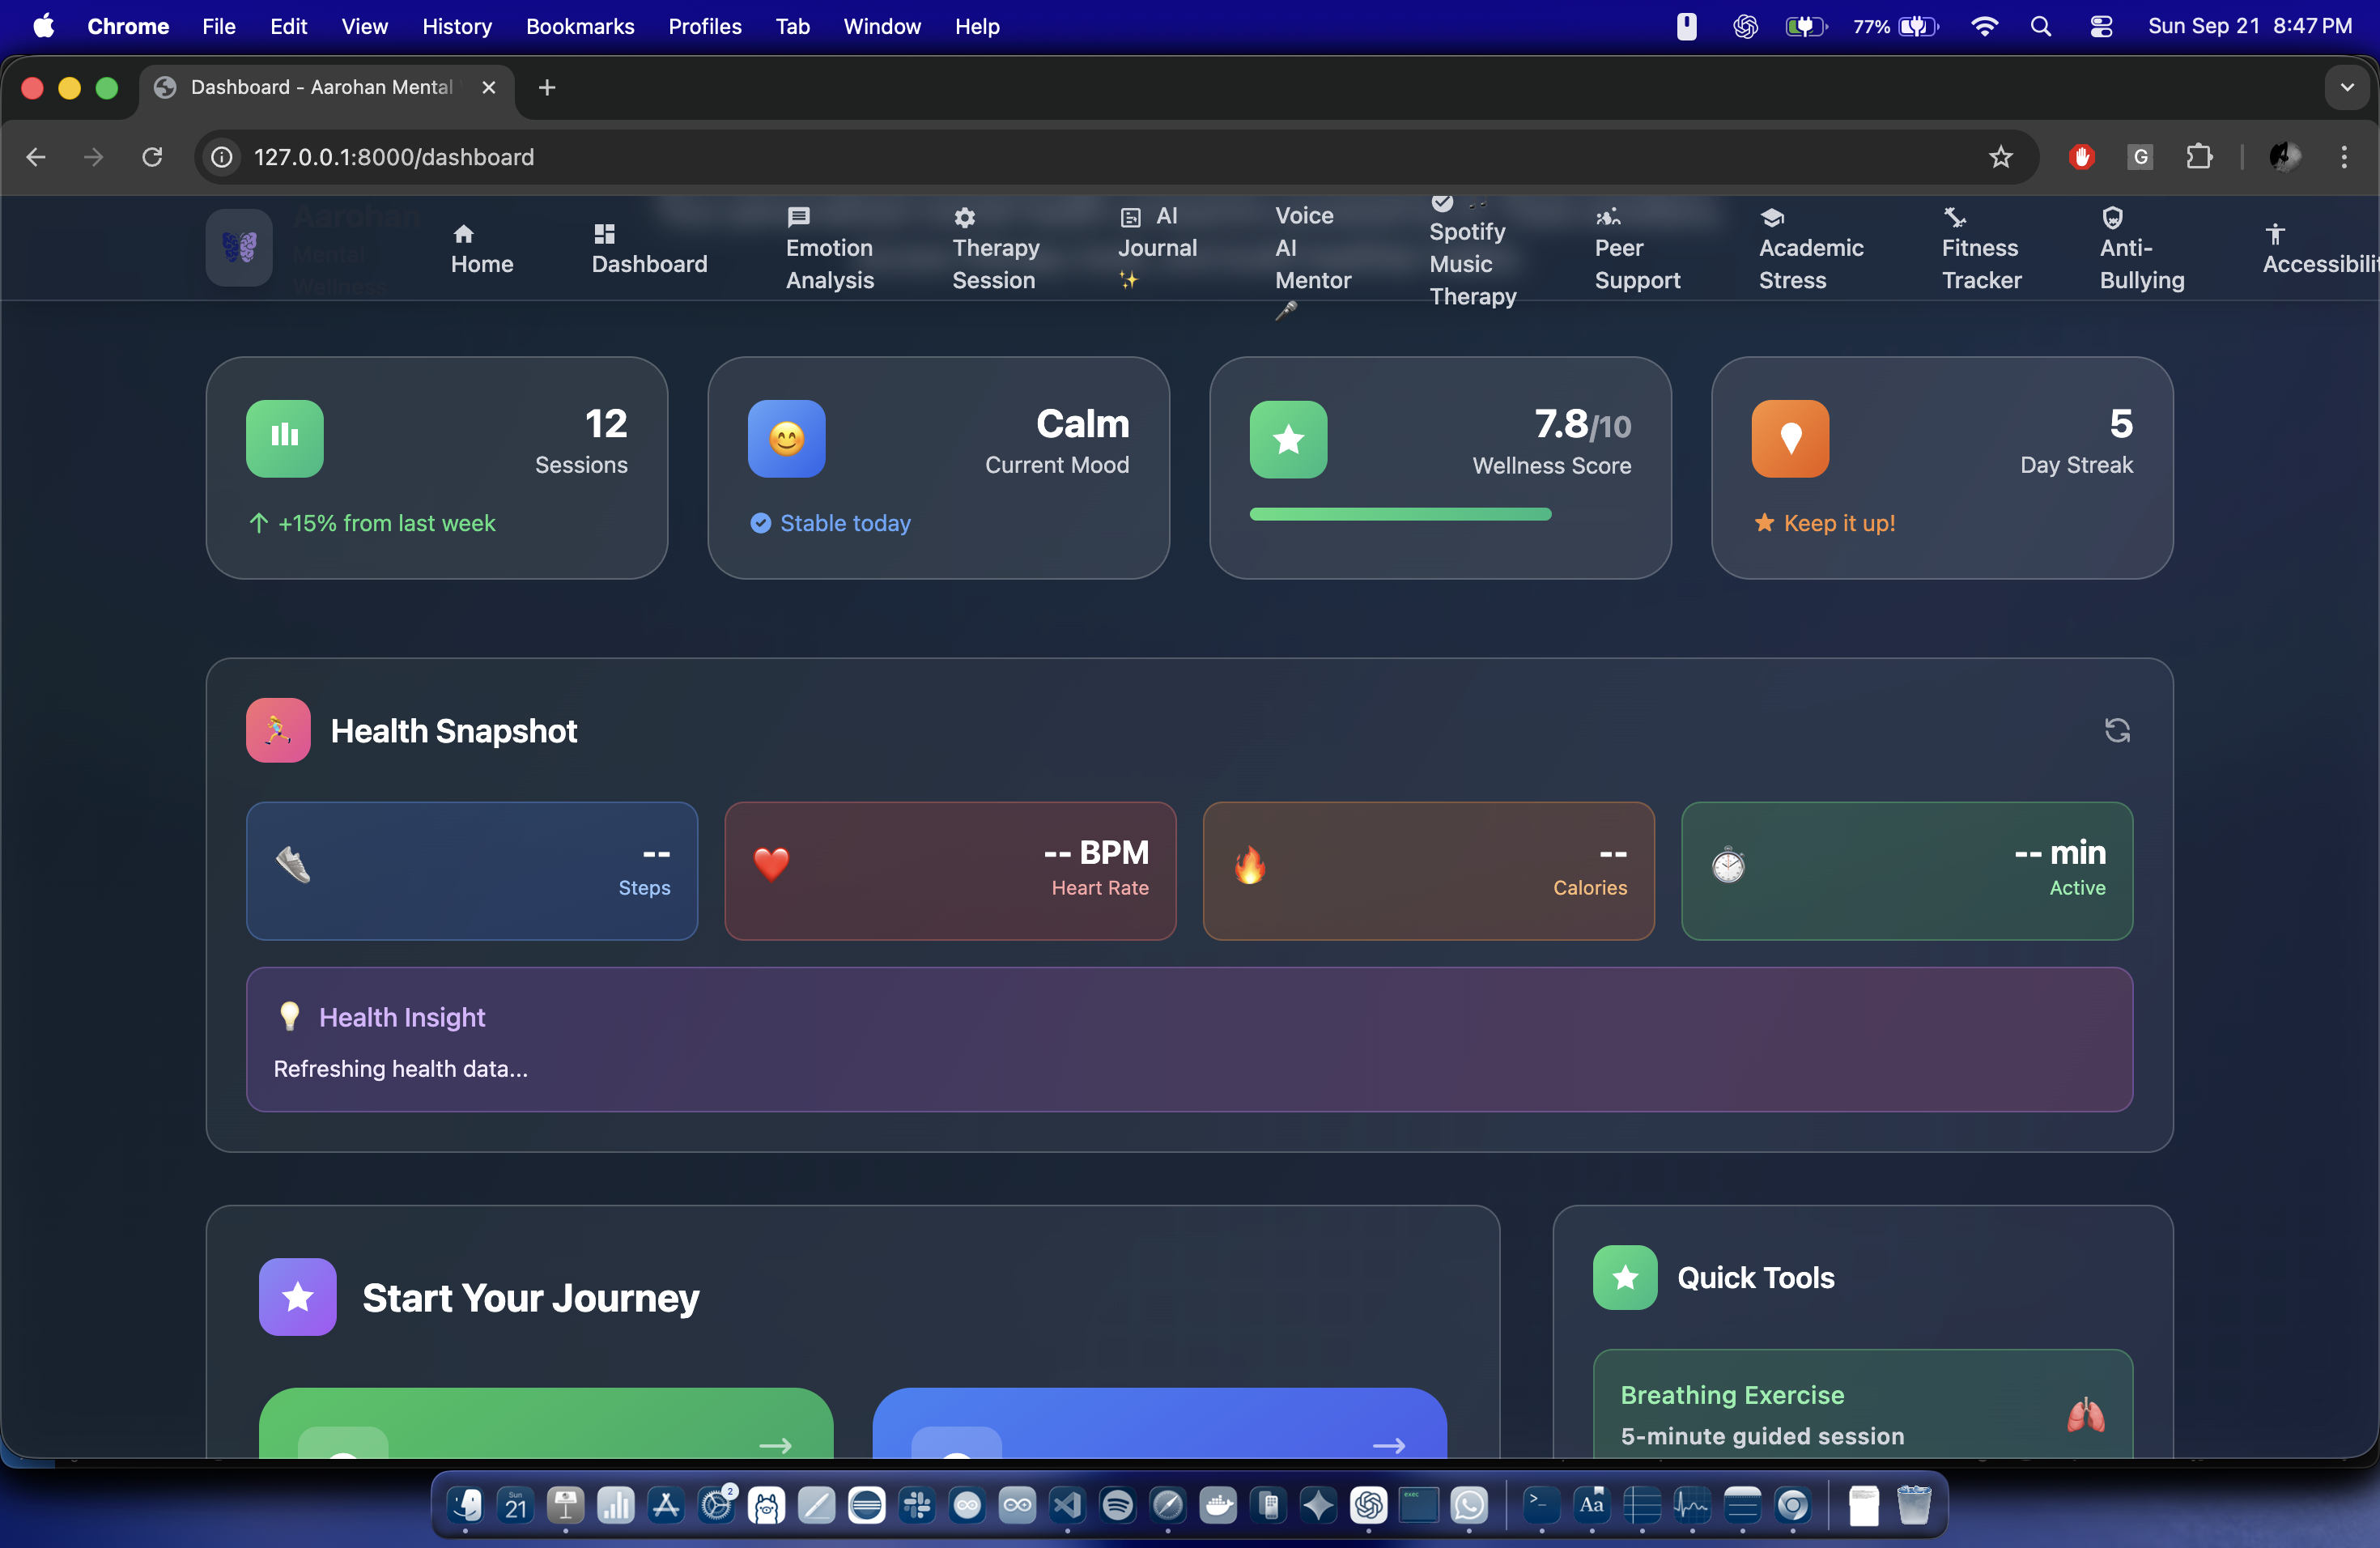 Chrome File Edit View History Bookmarks Profiles Tab Window Help 77% Sun Sep 21 8:47 PM
Dashboard - Aarohan Mental
127.0.0.1:8000/dashboard
G
Aarohan
Mental
Wellness
Home
Dashboard
Emotion
Analysis
Therapy
Session
AI
Journal
✨
Voice
AI
Mentor
🎤
Spotify
Music
Therapy
Peer
Support
Academic
Stress
Fitness
Tracker
Anti-
Bullying
Accessibilit
12
Sessions
↑ +15% from last week
Calm
Current Mood
Stable today
7.8/10
Wellness Score
5
Day Streak
★ Keep it up!
Health Snapshot
--
Steps
-- BPM
Heart Rate
--
Calories
-- min
Active
Health Insight
Refreshing health data...
Start Your Journey
→
→
Quick Tools
Breathing Exercise
5-minute guided session
Sun
21
2
exec
>_
Aa